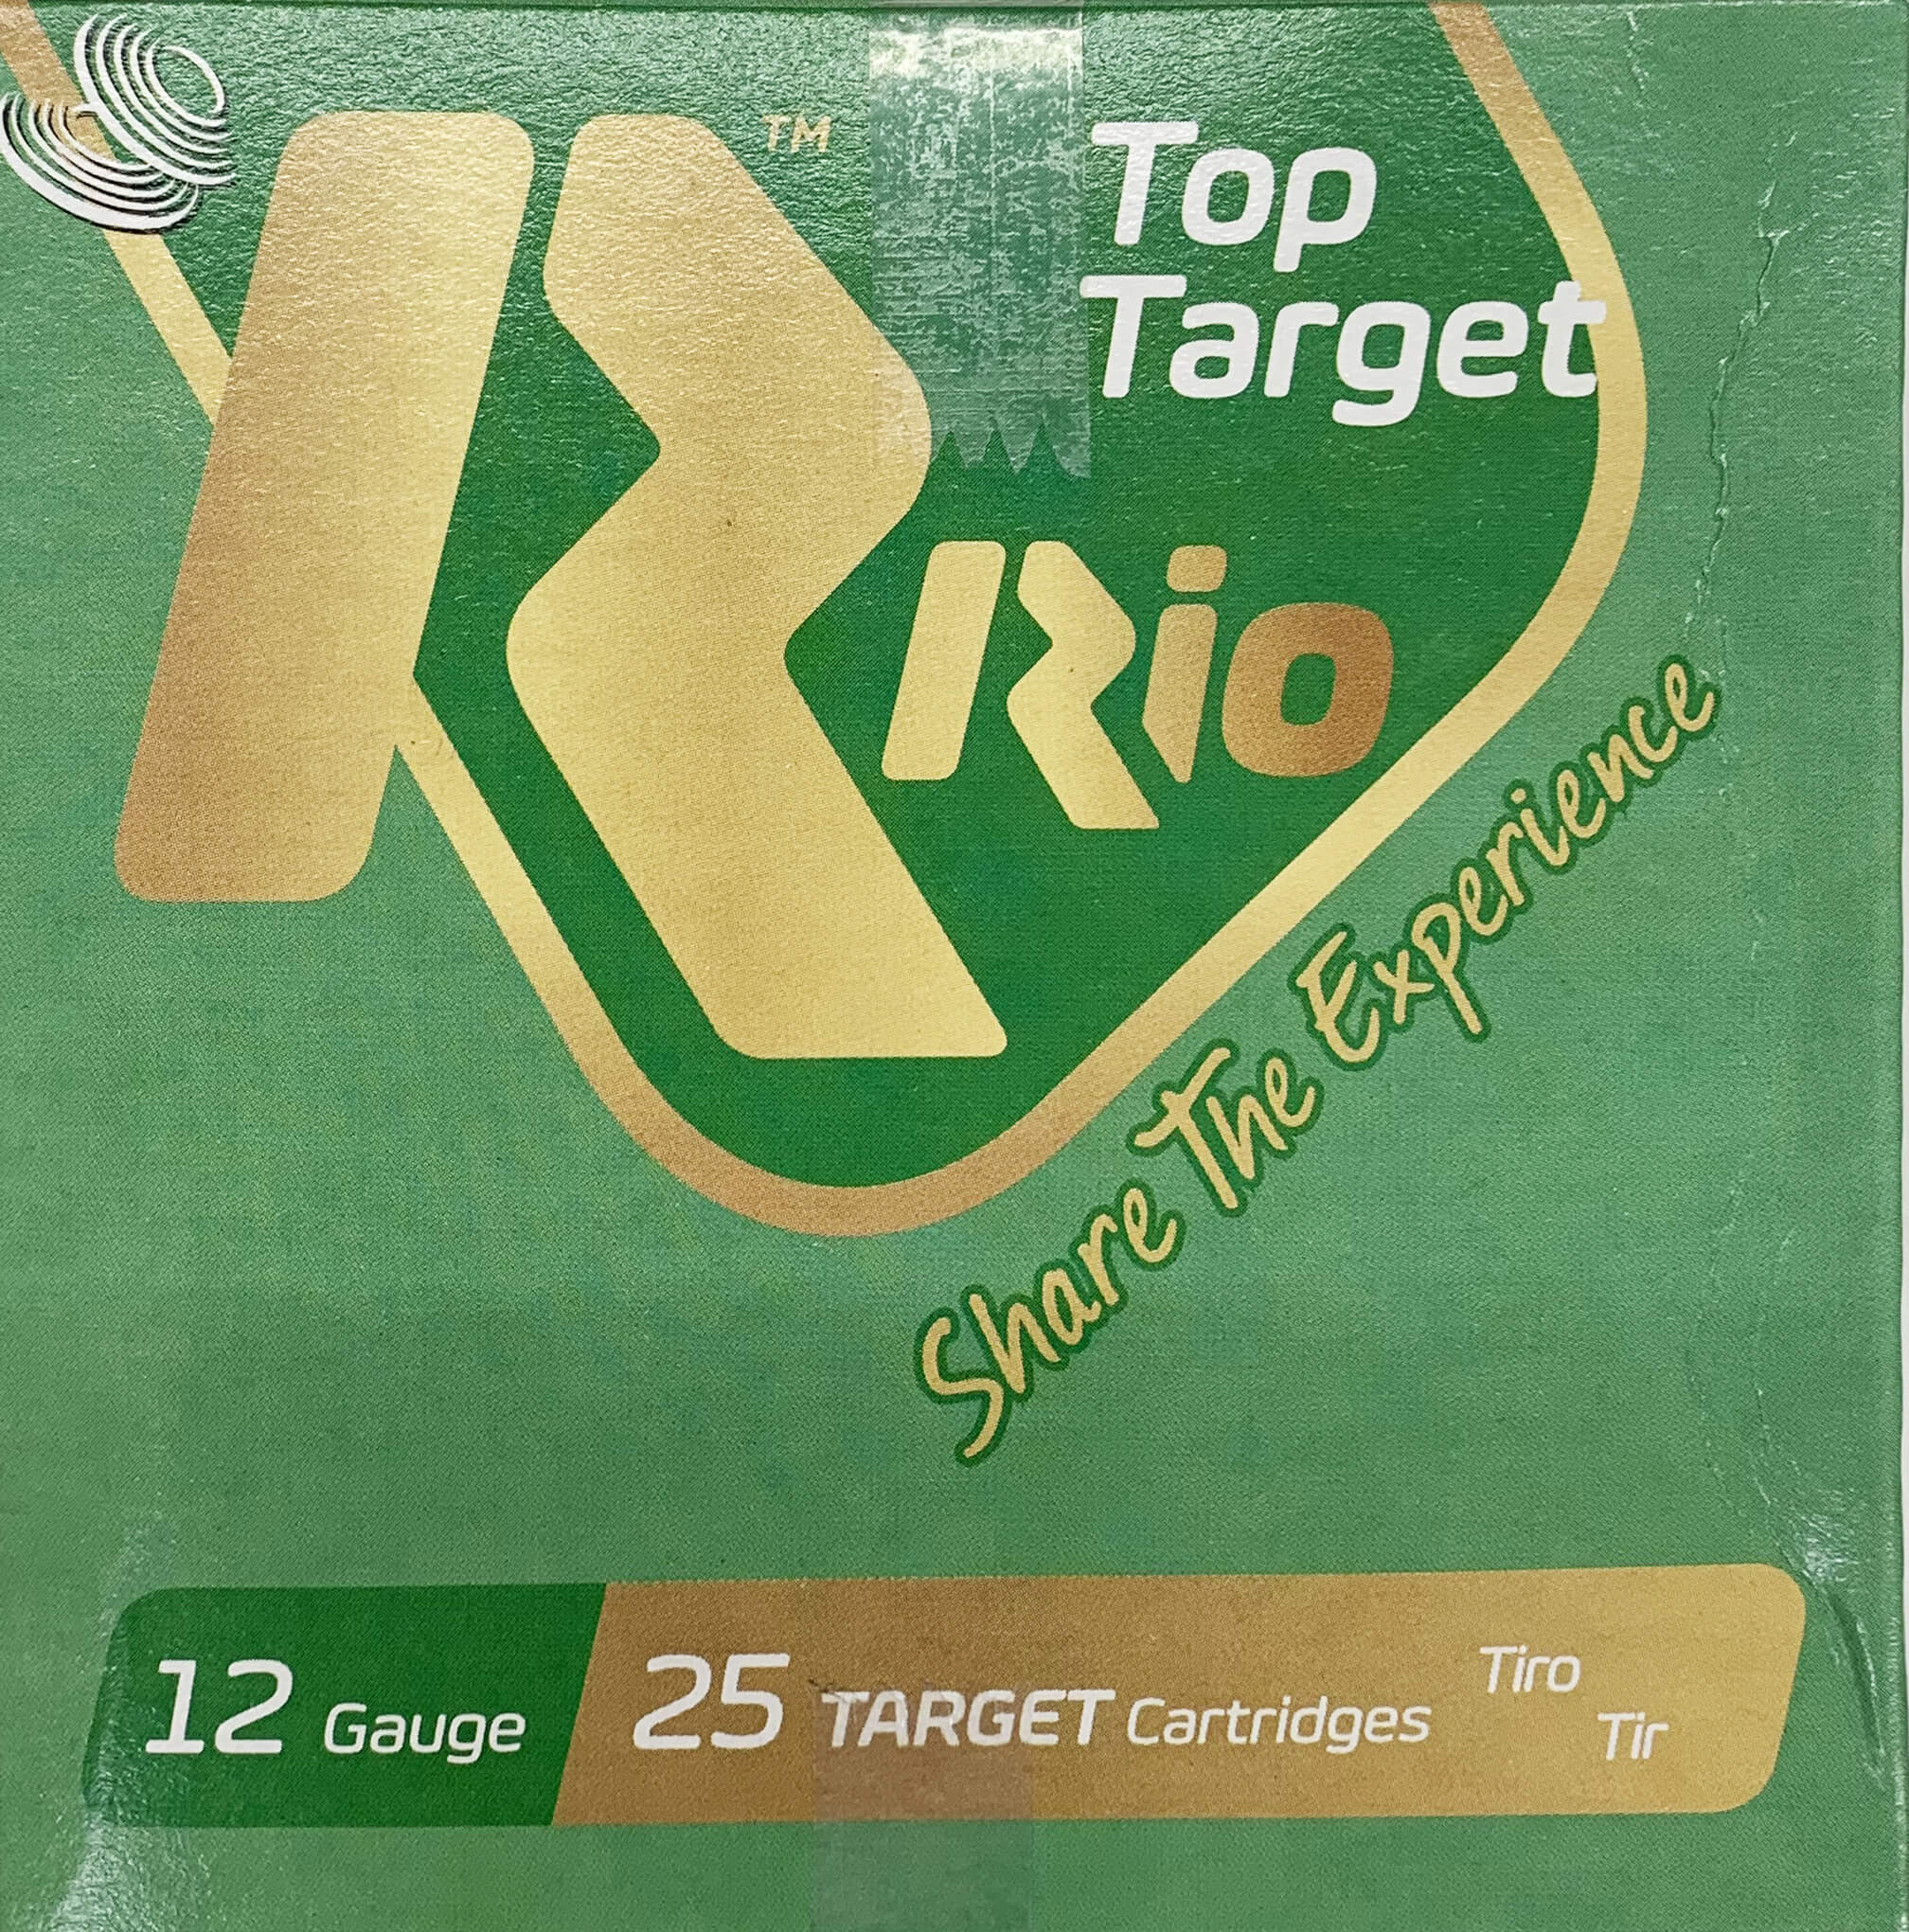 TM
Top
Target
Rio
Share The Experience
12 Gauge
25 TARGET Cartridges
Tiro
Tir